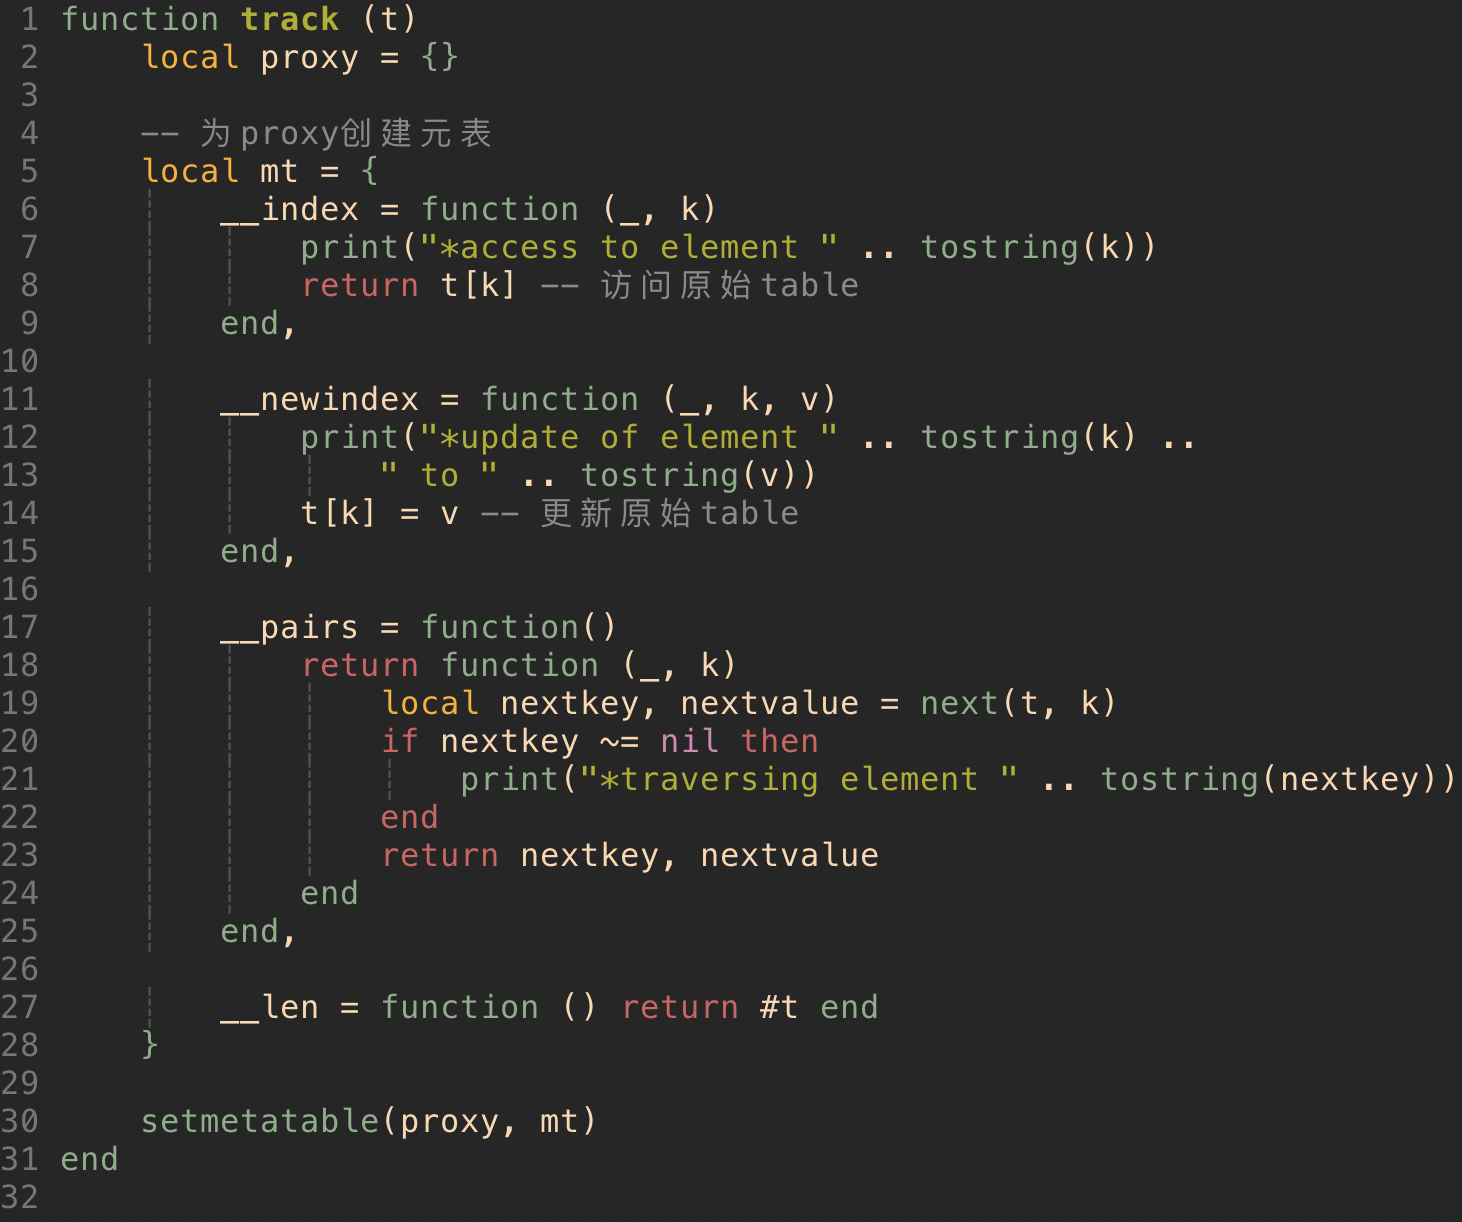 1 function track (t)
2     local proxy = {}
3
4     -- 为proxy创建元表
5     local mt = {
6         __index = function (_, k)
7             print("*access to element " .. tostring(k))
8             return t[k] -- 访问原始table
9         end,
10
11         __newindex = function (_, k, v)
12             print("*update of element " .. tostring(k) ..
13                 " to " .. tostring(v))
14             t[k] = v -- 更新原始table
15         end,
16
17         __pairs = function()
18             return function (_, k)
19                 local nextkey, nextvalue = next(t, k)
20                 if nextkey ~= nil then
21                     print("*traversing element " .. tostring(nextkey))
22                 end
23                 return nextkey, nextvalue
24             end
25         end,
26
27         __len = function () return #t end
28     }
29
30     setmetatable(proxy, mt)
31 end
32